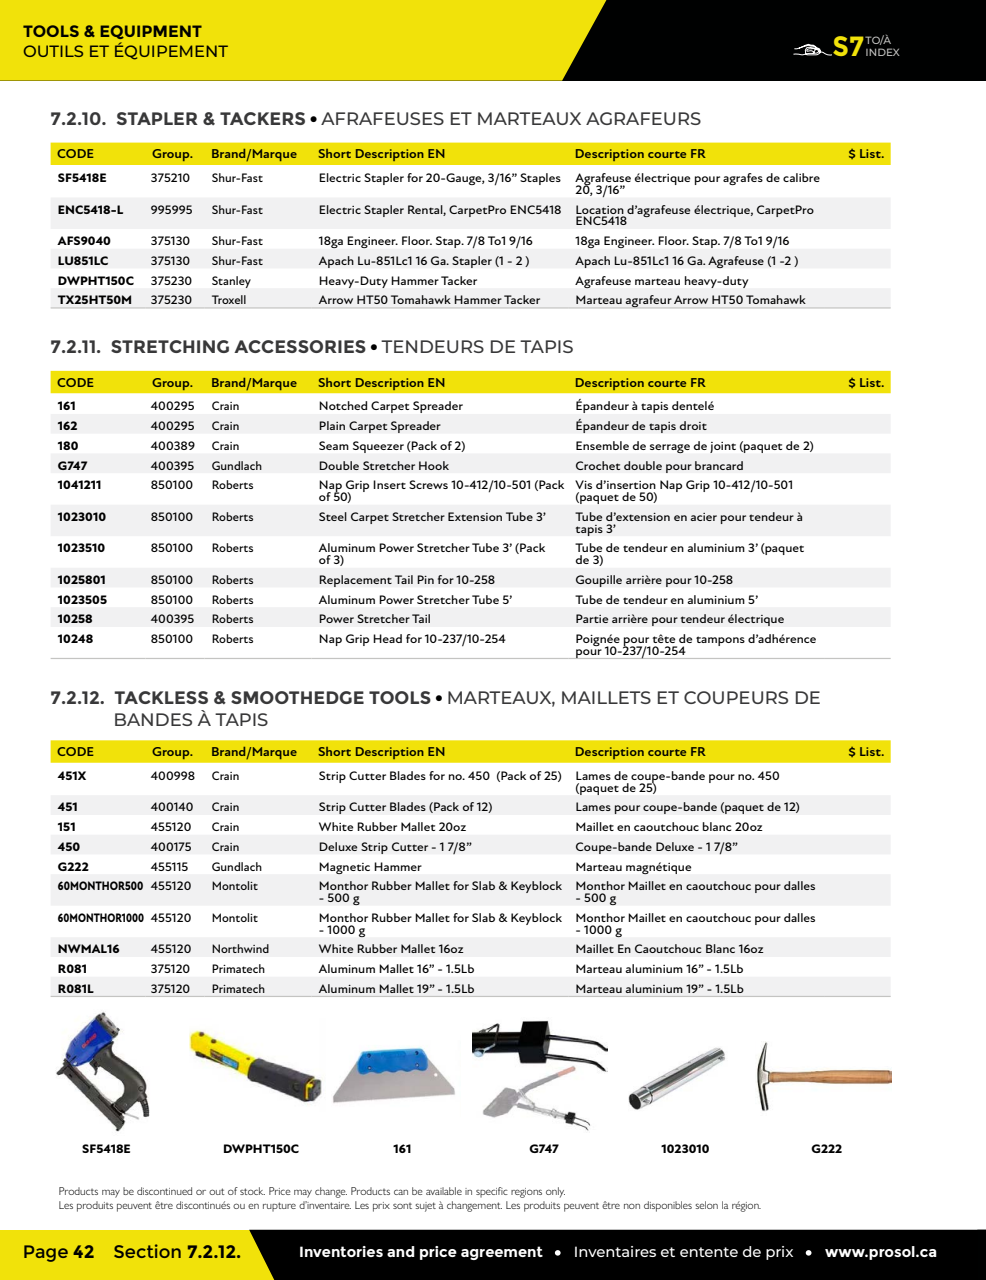 TOOLS & EQUIPMENT
OUTILS ET ÉQUIPEMENT
S7 TO/À INDEX
7.2.10. STAPLER & TACKERS • AFRAFEUSES ET MARTEAUX AGRAFEURS
CODE Group. Brand/Marque Short Description EN Description courte FR $ List.
SF5418E 375210 Shur-Fast Electric Stapler for 20-Gauge, 3/16” Staples Agrafeuse électrique pour agrafes de calibre
20, 3/16”
ENC5418-L 995995 Shur-Fast Electric Stapler Rental, CarpetPro ENC5418 Location d’agrafeuse électrique, CarpetPro
ENC5418
AFS9040 375130 Shur-Fast 18ga Engineer. Floor. Stap. 7/8 To1 9/16 18ga Engineer. Floor. Stap. 7/8 To1 9/16
LU851LC 375130 Shur-Fast Apach Lu-851Lc1 16 Ga. Stapler (1 - 2 ) Apach Lu-851Lc1 16 Ga. Agrafeuse (1 -2 )
DWPHT150C 375230 Stanley Heavy-Duty Hammer Tacker Agrafeuse marteau heavy-duty
TX25HT50M 375230 Troxell Arrow HT50 Tomahawk Hammer Tacker Marteau agrafeur Arrow HT50 Tomahawk
7.2.11. STRETCHING ACCESSORIES • TENDEURS DE TAPIS
CODE Group. Brand/Marque Short Description EN Description courte FR $ List.
161 400295 Crain Notched Carpet Spreader Épandeur à tapis dentelé
162 400295 Crain Plain Carpet Spreader Épandeur de tapis droit
180 400389 Crain Seam Squeezer (Pack of 2) Ensemble de serrage de joint (paquet de 2)
G747 400395 Gundlach Double Stretcher Hook Crochet double pour brancard
1041211 850100 Roberts Nap Grip Insert Screws 10-412/10-501 (Pack Vis d’insertion Nap Grip 10-412/10-501
of 50) (paquet de 50)
1023010 850100 Roberts Steel Carpet Stretcher Extension Tube 3’ Tube d’extension en acier pour tendeur à
tapis 3’
1023510 850100 Roberts Aluminum Power Stretcher Tube 3’ (Pack Tube de tendeur en aluminium 3’ (paquet
of 3) de 3)
1025801 850100 Roberts Replacement Tail Pin for 10-258 Goupille arrière pour 10-258
1023505 850100 Roberts Aluminum Power Stretcher Tube 5’ Tube de tendeur en aluminium 5’
10258 400395 Roberts Power Stretcher Tail Partie arrière pour tendeur électrique
10248 850100 Roberts Nap Grip Head for 10-237/10-254 Poignée pour tête de tampons d’adhérence
pour 10-237/10-254
7.2.12. TACKLESS & SMOOTHEDGE TOOLS • MARTEAUX, MAILLETS ET COUPEURS DE
BANDES À TAPIS
CODE Group. Brand/Marque Short Description EN Description courte FR $ List.
451X 400998 Crain Strip Cutter Blades for no. 450 (Pack of 25) Lames de coupe-bande pour no. 450
(paquet de 25)
451 400140 Crain Strip Cutter Blades (Pack of 12) Lames pour coupe-bande (paquet de 12)
151 455120 Crain White Rubber Mallet 20oz Maillet en caoutchouc blanc 20oz
450 400175 Crain Deluxe Strip Cutter - 1 7/8” Coupe-bande Deluxe - 1 7/8”
G222 455115 Gundlach Magnetic Hammer Marteau magnétique
60MONTHOR500 455120 Montolit Monthor Rubber Mallet for Slab & Keyblock Monthor Maillet en caoutchouc pour dalles
- 500 g - 500 g
60MONTHOR1000 455120 Montolit Monthor Rubber Mallet for Slab & Keyblock Monthor Maillet en caoutchouc pour dalles
- 1000 g - 1000 g
NWMAL16 455120 Northwind White Rubber Mallet 16oz Maillet En Caoutchouc Blanc 16oz
R081 375120 Primatech Aluminum Mallet 16” - 1.5Lb Marteau aluminium 16” - 1.5Lb
R081L 375120 Primatech Aluminum Mallet 19” - 1.5Lb Marteau aluminium 19” - 1.5Lb
SF5418E DWPHT150C 161 G747 1023010 G222
Products may be discontinued or out of stock. Price may change. Products can be available in specific regions only.
Les produits peuvent être discontinués ou en rupture d’inventaire. Les prix sont sujet à changement. Les produits peuvent être non disponibles selon la région.
Page 42 Section 7.2.12. Inventories and price agreement • Inventaires et entente de prix • www.prosol.ca